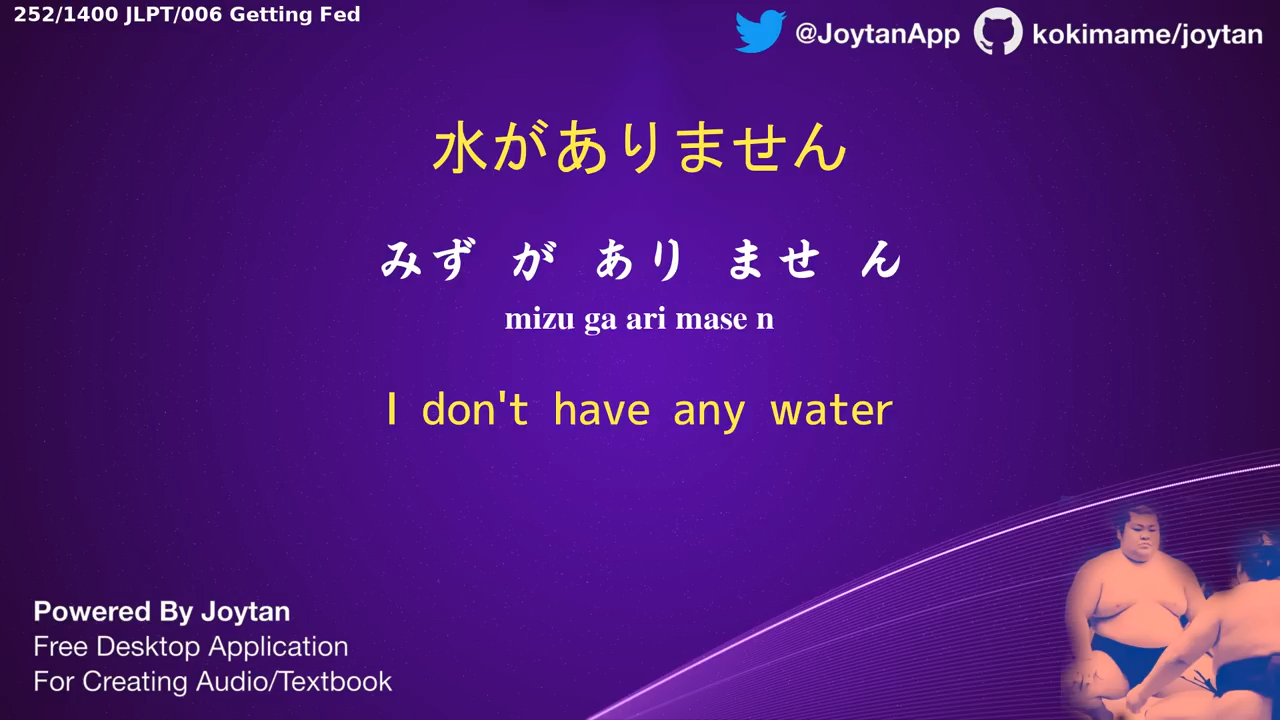 252/1400 JLPT/006 Getting Fed
@JoytanApp kokimame/joytan
水がありません
みず が あり ませ ん
mizu ga ari mase n
I don't have any water
Powered By Joytan
Free Desktop Application
For Creating Audio/Textbook